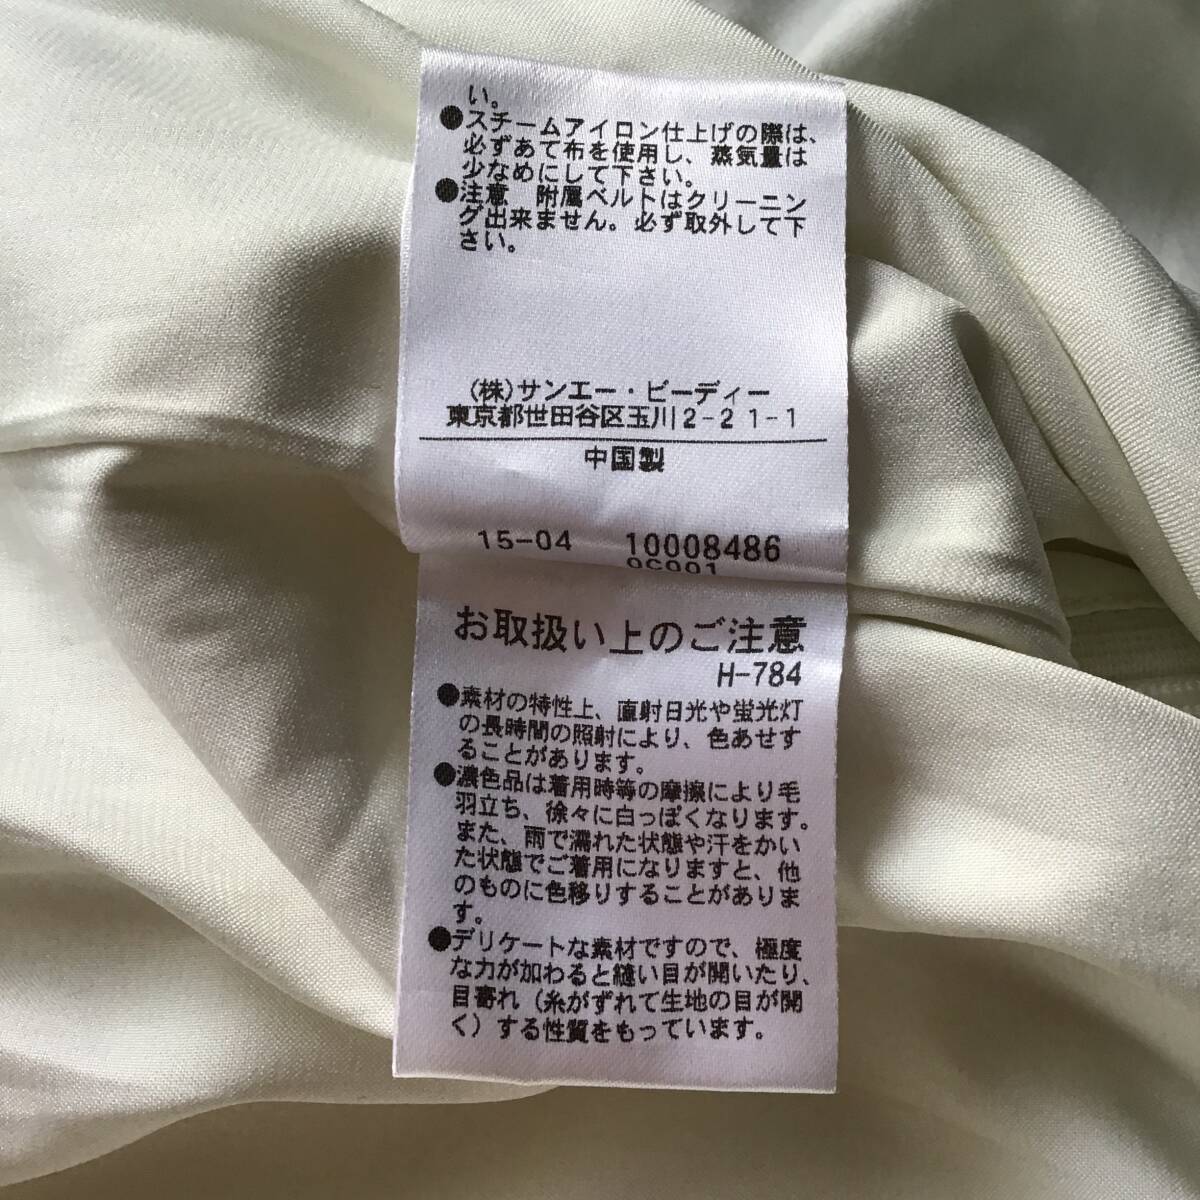 い。
●スチームアイロン仕上げの際は、
必ずあて布を使用し、蒸気量は
少なめにして下さい。
●注意　附属ベルトはクリーニン
グ出来ません。必ず取外して下
さい。
(株)サンエー・ビーディー
東京都世田谷区玉川2-21-1
中国製
15-04　10008486
0C001
お取扱い上のご注意
H-784
●素材の特性上、直射日光や蛍光灯
の長時間の照射により、色あせす
ることがあります。
●濃色品は着用時等の摩擦により毛
羽立ち、徐々に白っぽくなります。
また、雨で濡れた状態や汗をかい
た状態でご着用になりますと、他
のものに色移りすることがありま
す。
●デリケートな素材ですので、極度
な力が加わると縫い目が開いたり、
目寄れ（糸がずれて生地の目が開
く）する性質をもっています。